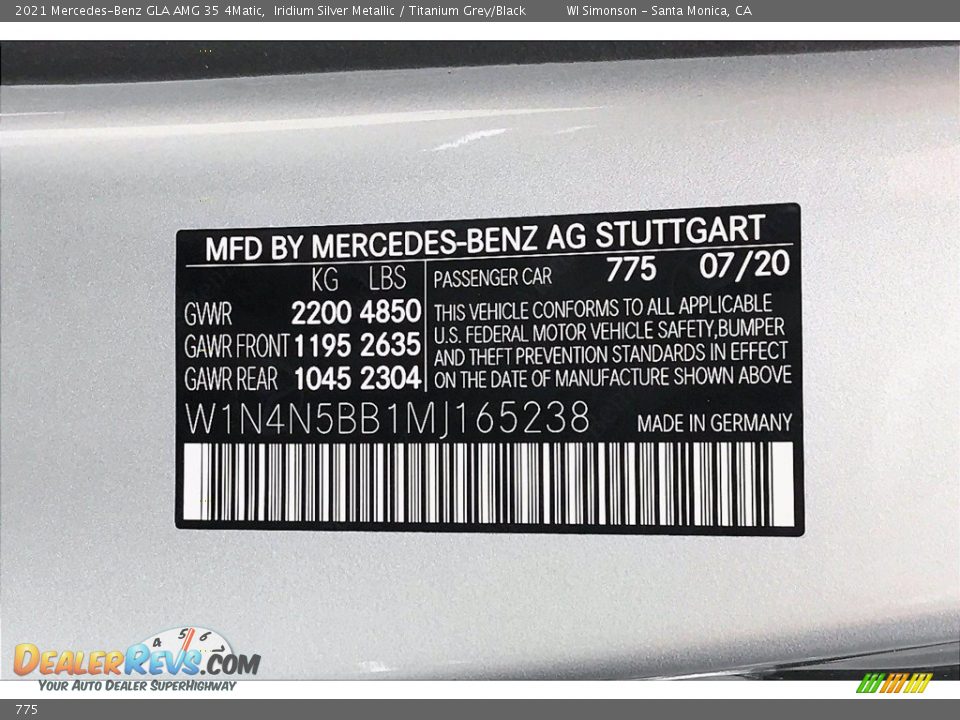 2021 Mercedes-Benz GLA AMG 35 4Matic, Iridium Silver Metallic / Titanium Grey/Black WI Simonson - Santa Monica, CA
MFD BY MERCEDES-BENZ AG STUTTGART
KG LBS
GVWR 2200 4850
GAWR FRONT 1195 2635
GAWR REAR 1045 2304
PASSENGER CAR 775 07/20
THIS VEHICLE CONFORMS TO ALL APPLICABLE
U.S. FEDERAL MOTOR VEHICLE SAFETY,BUMPER
AND THEFT PREVENTION STANDARDS IN EFFECT
ON THE DATE OF MANUFACTURE SHOWN ABOVE
W1N4N5BB1MJ165238 MADE IN GERMANY
4 5 6 7
DEALERREVS.COM
YOUR AUTO DEALER SUPERHIGHWAY
775